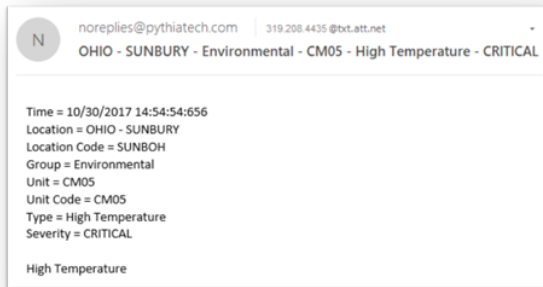 N
noreplies@pythiatech.com 319.208.4435 @txt.att.net
OHIO - SUNBURY - Environmental - CM05 - High Temperature - CRITICAL
Time = 10/30/2017 14:54:54:656
Location = OHIO - SUNBURY
Location Code = SUNBOH
Group = Environmental
Unit = CM05
Unit Code = CM05
Type = High Temperature
Severity = CRITICAL
High Temperature